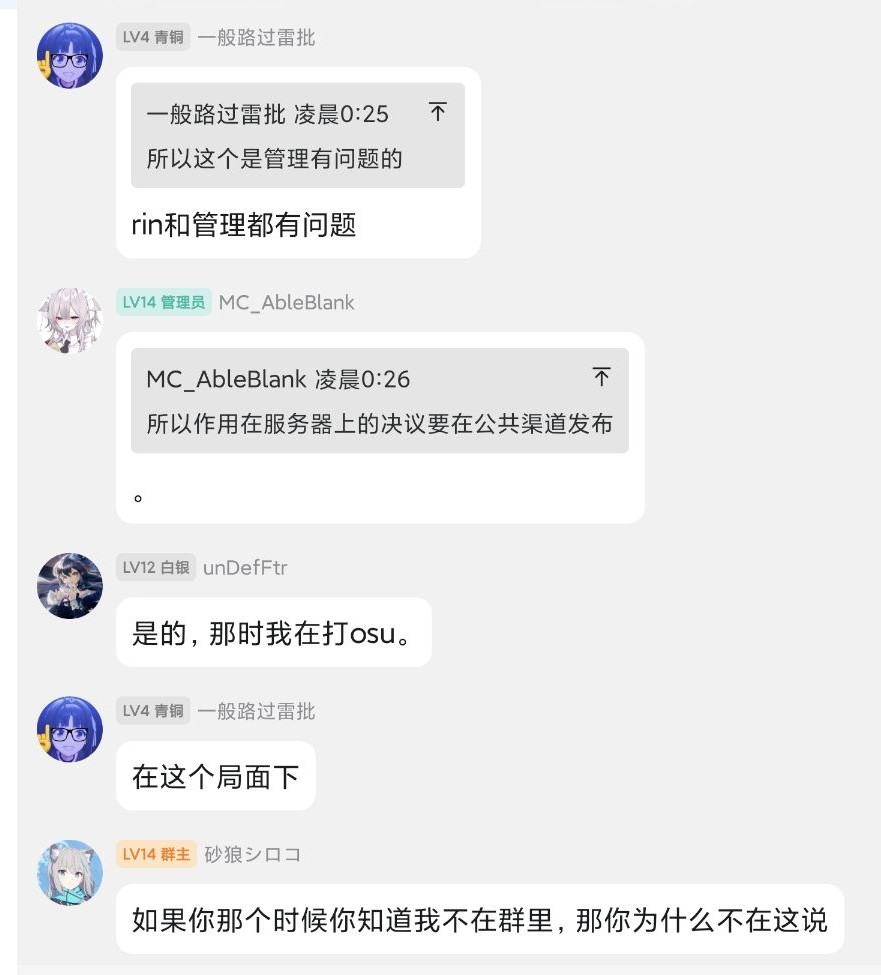 LV4 青铜 一般路过雷批
一般路过雷批 凌晨0:25
所以这个是管理有问题的
rin和管理都有问题
LV14 管理员 MC_AbleBlank
MC_AbleBlank 凌晨0:26
所以作用在服务器上的决议要在公共渠道发布
。
LV12 白银 unDefFtr
是的，那时我在打osu。
LV4 青铜 一般路过雷批
在这个局面下
LV14 群主 砂狼シロコ
如果你那个时候你知道我不在群里，那你为什么不在这说